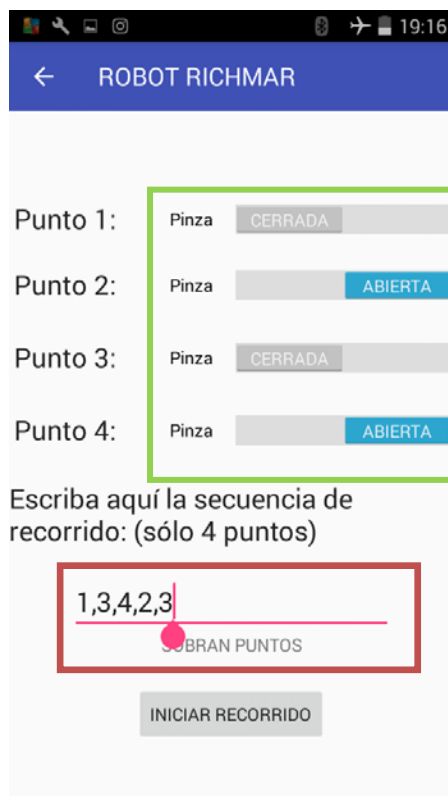 19:16
ROBOT RICHMAR
Punto 1: Pinza CERRADA
Punto 2: Pinza ABIERTA
Punto 3: Pinza CERRADA
Punto 4: Pinza ABIERTA
Escriba aquí la secuencia de
recorrido: (sólo 4 puntos)
1,3,4,2,3
SOBRAN PUNTOS
INICIAR RECORRIDO